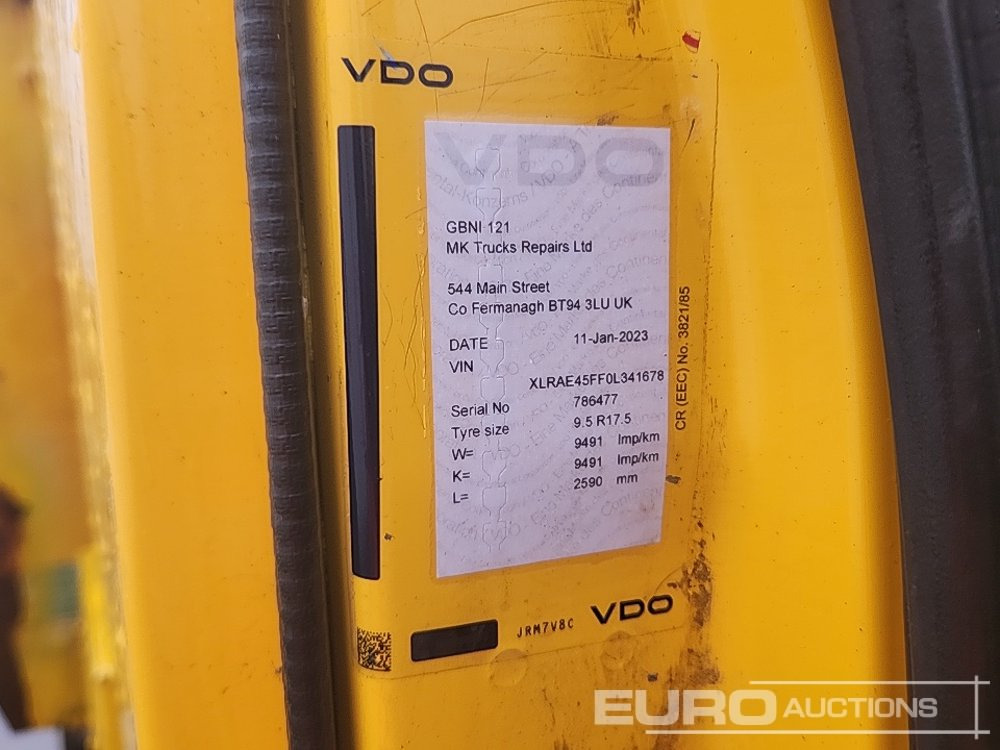 VDO
VDO
GBNI 121
MK Trucks Repairs Ltd
544 Main Street
Co Fermanagh BT94 3LU UK
DATE 11-Jan-2023
VIN
XLRAE45FF0L341678
Serial No 786477
Tyre size 9.5 R17.5
W= 9491 Imp/km
K= 9491 Imp/km
L= 2590 mm
CR (EEC) No. 3821/85
JRM7V8C VDO
EURO AUCTIONS